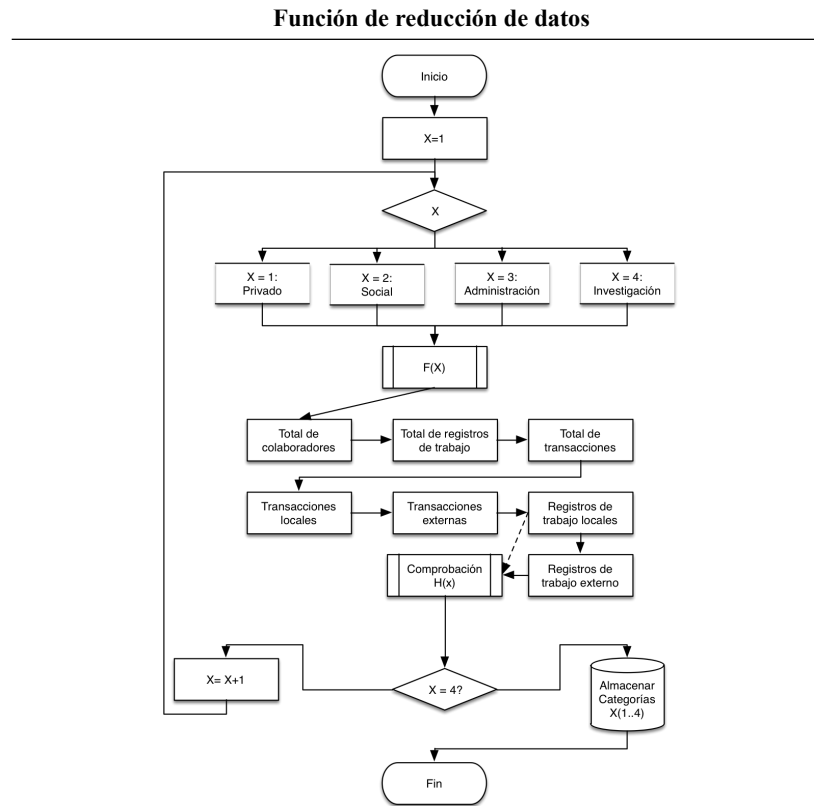 Función de reducción de datos
Inicio
X=1
X
X = 1:
Privado
X = 2:
Social
X = 3:
Administración
X = 4:
Investigación
F(X)
Total de
colaboradores
Total de registros
de trabajo
Total de
transacciones
Transacciones
locales
Transacciones
externas
Registros de
trabajo locales
Comprobación
H(x)
Registros de
trabajo externo
X= X+1
X = 4?
Almacenar
Categorías
X(1..4)
Fin